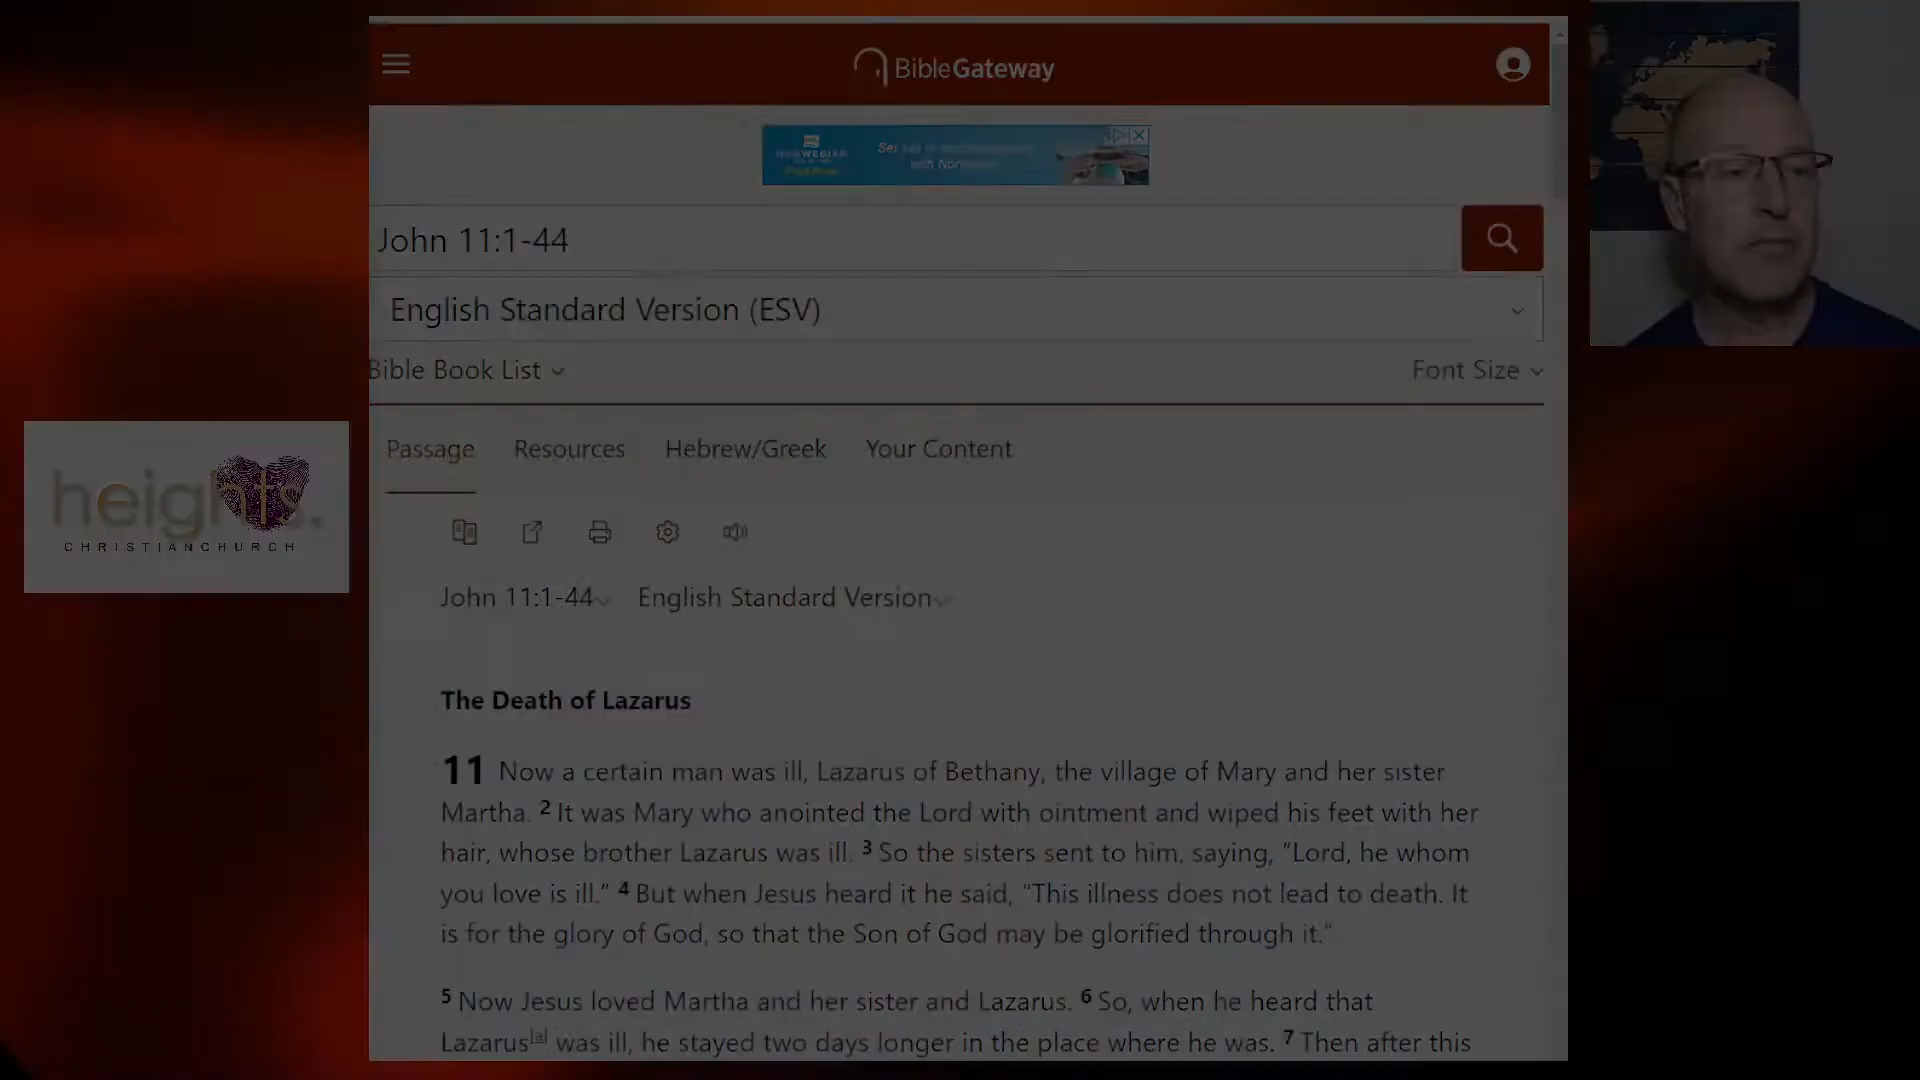 BibleGateway
John 11:1-44
English Standard Version (ESV)
Bible Book List
Font Size
Passage Resources Hebrew/Greek Your Content
heights.
CHRISTIANCHURCH
John 11:1-44 English Standard Version
The Death of Lazarus
11 Now a certain man was ill, Lazarus of Bethany, the village of Mary and her sister
Martha. 2 It was Mary who anointed the Lord with ointment and wiped his feet with her
hair, whose brother Lazarus was ill. 3 So the sisters sent to him, saying, “Lord, he whom
you love is ill.” 4 But when Jesus heard it he said, “This illness does not lead to death. It
is for the glory of God, so that the Son of God may be glorified through it.”
5 Now Jesus loved Martha and her sister and Lazarus. 6 So, when he heard that
Lazarus[a] was ill, he stayed two days longer in the place where he was. 7 Then after this